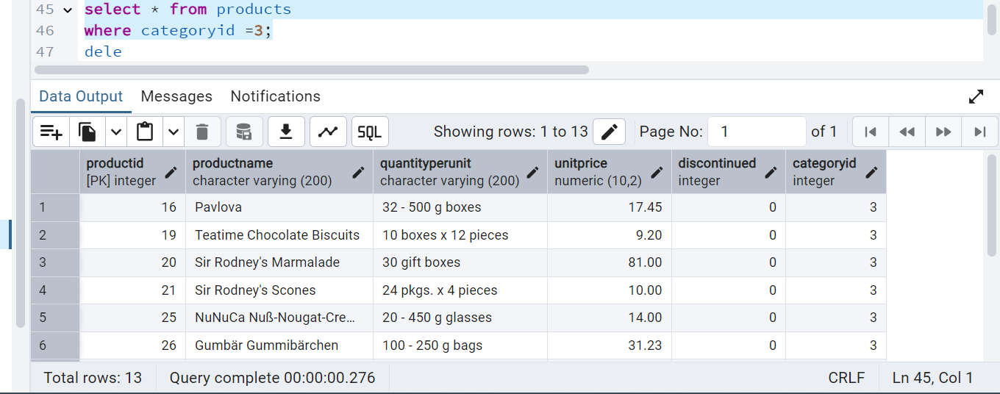 45 select * from products
46 where categoryid =3;
47 dele
Data Output Messages Notifications
SQL Showing rows: 1 to 13 Page No: 1 of 1
productid productname quantityperunit unitprice discontinued categoryid
[PK] integer character varying (200) character varying (200) numeric (10,2) integer integer
1 16 Pavlova 32 - 500 g boxes 17.45 0 3
2 19 Teatime Chocolate Biscuits 10 boxes x 12 pieces 9.20 0 3
3 20 Sir Rodney's Marmalade 30 gift boxes 81.00 0 3
4 21 Sir Rodney's Scones 24 pkgs. x 4 pieces 10.00 0 3
5 25 NuNuCa Nuß-Nougat-Cre... 20 - 450 g glasses 14.00 0 3
6 26 Gumbär Gummibärchen 100 - 250 g bags 31.23 0 3
Total rows: 13 Query complete 00:00:00.276 CRLF Ln 45, Col 1